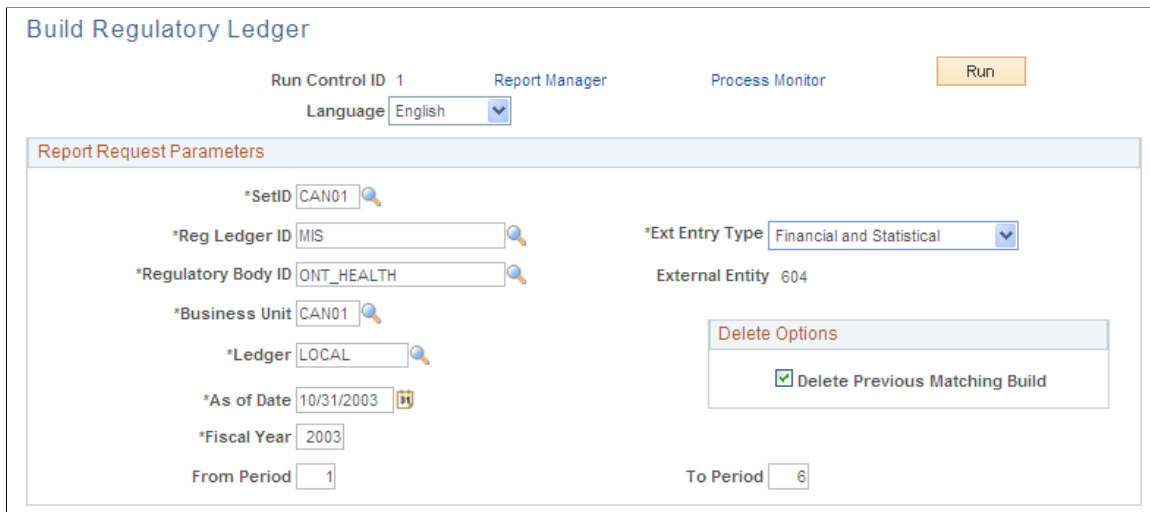 Build Regulatory Ledger
Run Control ID 1 Report Manager Process Monitor Run
Language English
Report Request Parameters
*SetID CAN01
*Reg Ledger ID MIS *Ext Entry Type Financial and Statistical
*Regulatory Body ID ONT_HEALTH External Entity 604
*Business Unit CAN01
Delete Options
*Ledger LOCAL
Delete Previous Matching Build
*As of Date 10/31/2003
*Fiscal Year 2003
From Period 1 To Period 6